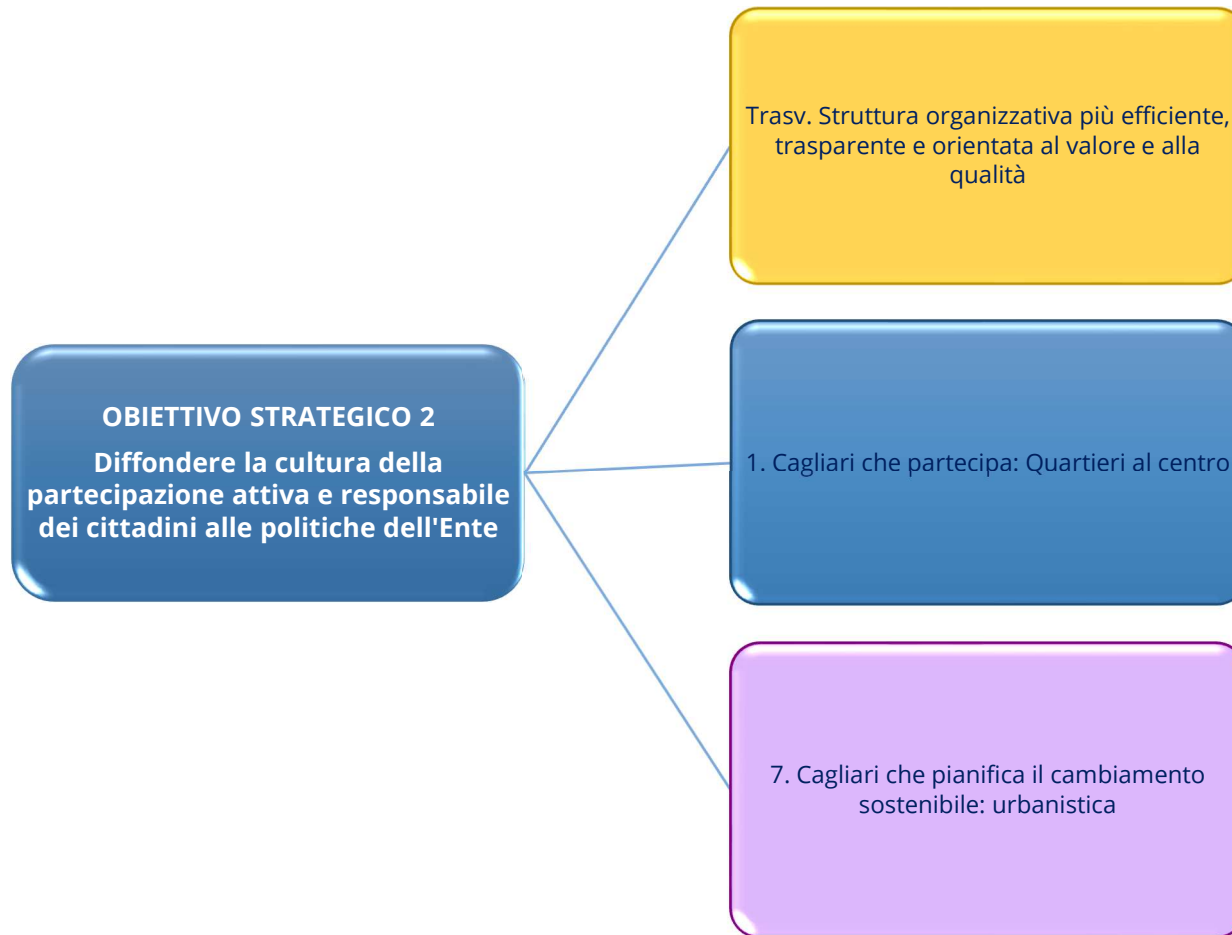 OBIETTIVO STRATEGICO 2
Diffondere la cultura della
partecipazione attiva e responsabile
dei cittadini alle politiche dell'Ente
Trasv. Struttura organizzativa più efficiente,
trasparente e orientata al valore e alla
qualità
1. Cagliari che partecipa: Quartieri al centro
7. Cagliari che pianifica il cambiamento
sostenibile: urbanistica